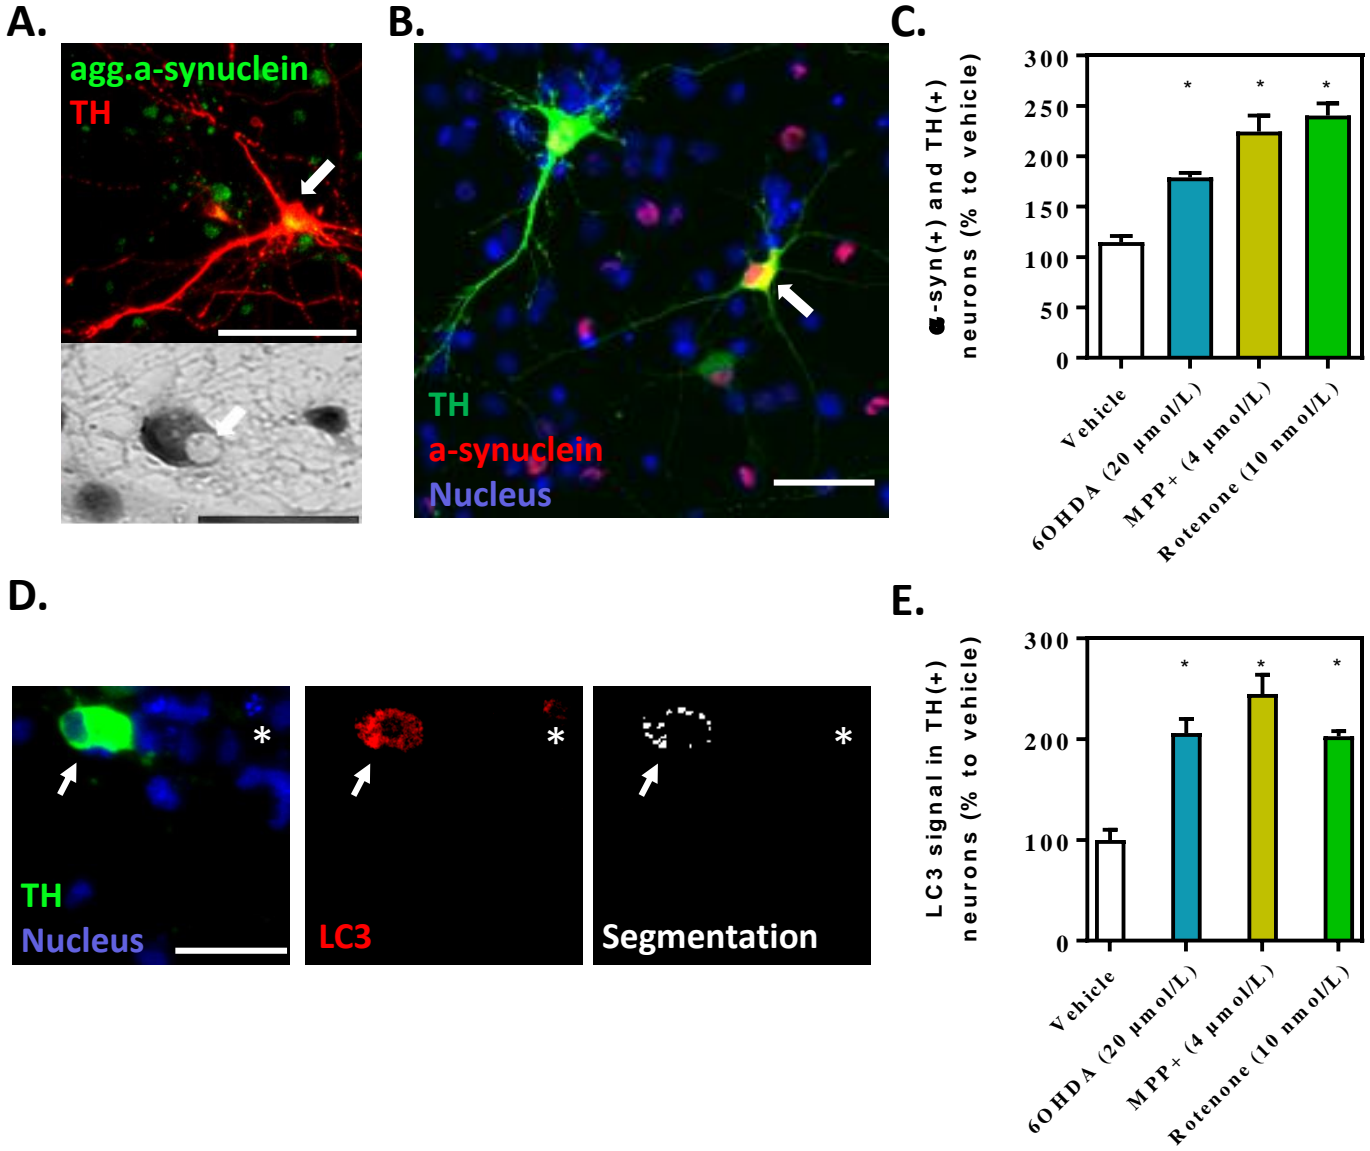 A.
agg.a-synuclein
TH
B.
TH
a-synuclein
Nucleus
C.
α-syn(+) and TH(+)
neurons (% to vehicle)
300
250
200
150
100
50
0
*
*
*
Vehicle
6OHDA (20 µmol/L)
MPP+ (4 µmol/L)
Rotenone (10 nmol/L)
D.
*
TH
Nucleus
*
LC3
*
Segmentation
E.
LC3 signal in TH(+)
neurons (% to vehicle)
300
200
100
0
*
*
*
Vehicle
6OHDA (20 µmol/L)
MPP+ (4 µmol/L)
Rotenone (10 nmol/L)